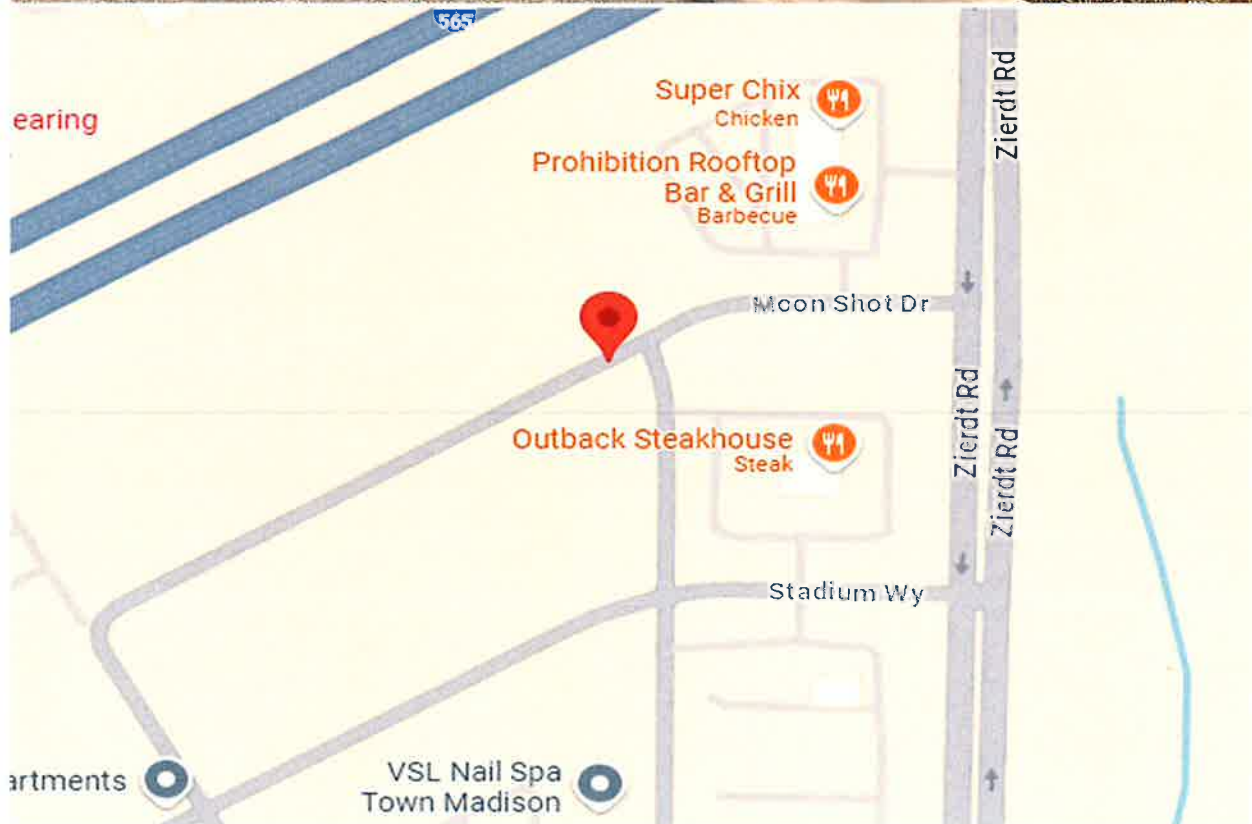 565
earing
Super Chix
Chicken
Zierdt Rd
Prohibition Rooftop
Bar & Grill
Barbecue
Moon Shot Dr
Zierdt Rd
Outback Steakhouse
Steak
Zierdt Rd
Stadium Wy
artments
VSL Nail Spa
Town Madison